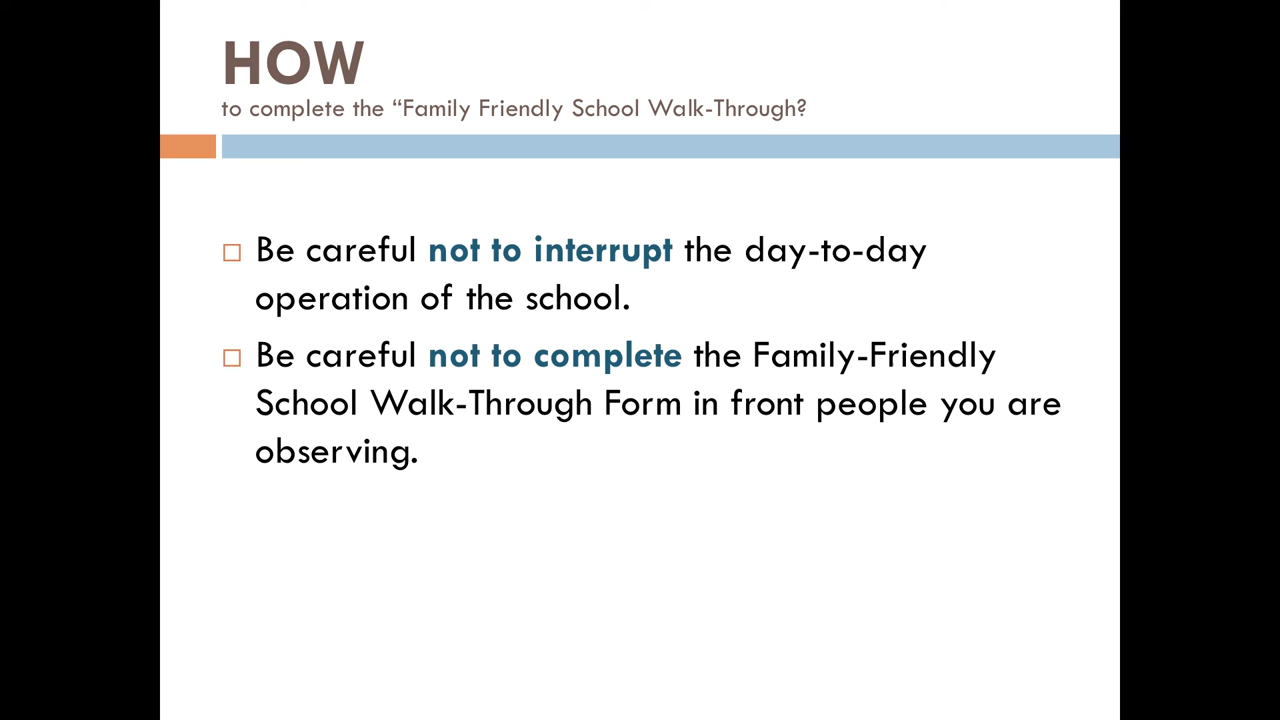 HOW
to complete the “Family Friendly School Walk-Through?
Be careful not to interrupt the day-to-day
operation of the school.
Be careful not to complete the Family-Friendly
School Walk-Through Form in front people you are
observing.